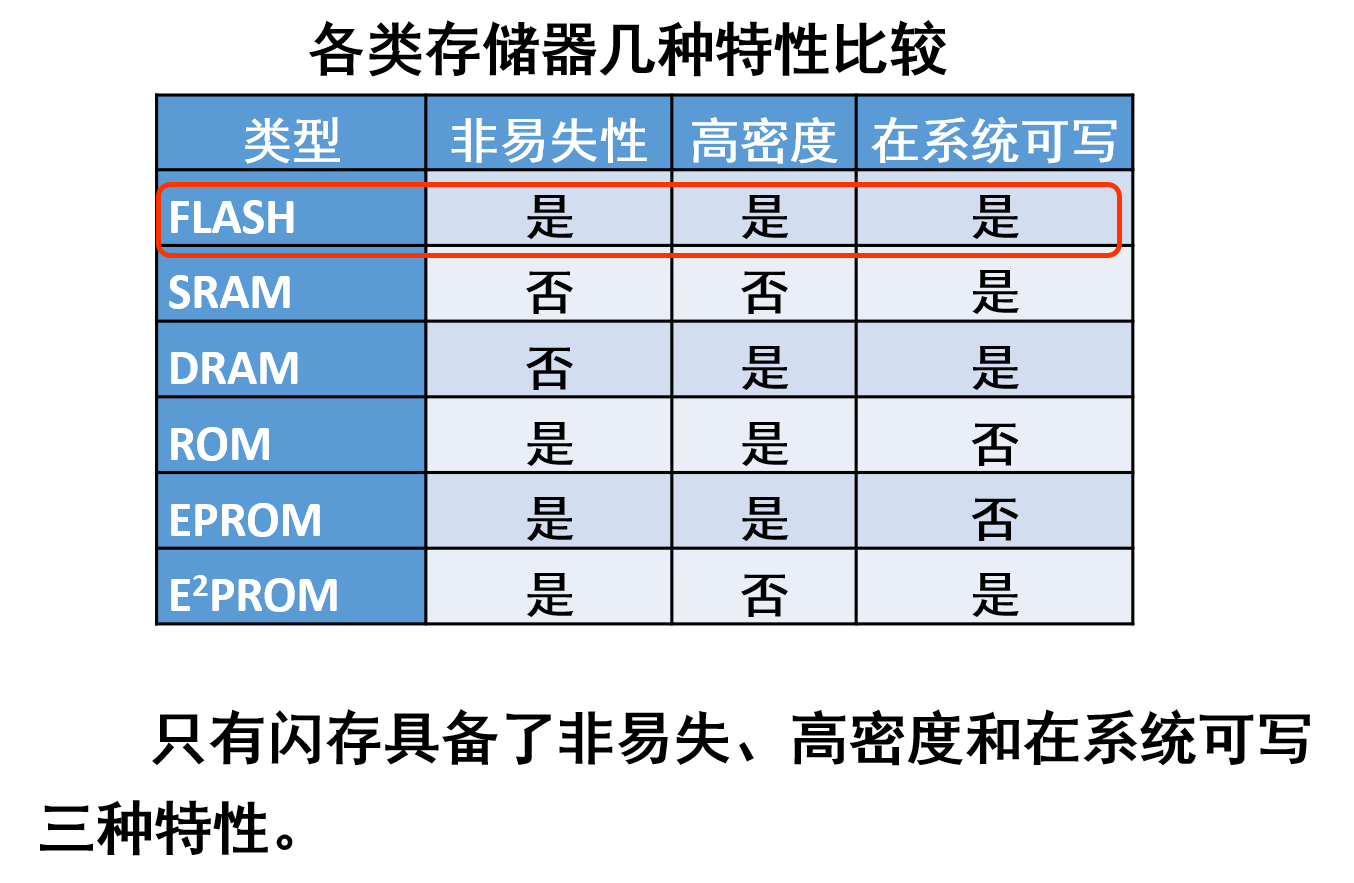 各类存储器几种特性比较
类型 非易失性 高密度 在系统可写
FLASH 是 是 是
SRAM 否 否 是
DRAM 否 是 是
ROM 是 是 否
EPROM 是 是 否
E²PROM 是 否 是
只有闪存具备了非易失、高密度和在系统可写
三种特性。